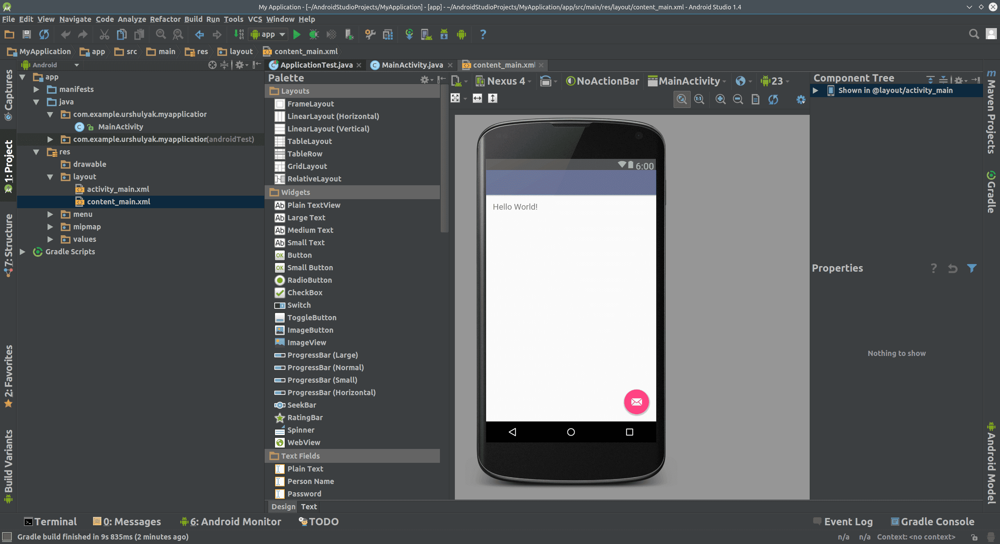 My Application - [~/AndroidStudioProjects/MyApplication] - [app] - ~/AndroidStudioProjects/MyApplication/app/src/main/res/layout/content_main.xml - Android Studio 1.4
File Edit View Navigate Code Analyze Refactor Build Run Tools VCS Window Help
app
MyApplication app src main res layout content_main.xml
Captures
1: Project
7: Structure
2: Favorites
Build Variants
Android
app
manifests
java
com.example.urshulyak.myapplication
MainActivity
com.example.urshulyak.myapplication (androidTest)
res
drawable
layout
activity_main.xml
content_main.xml
menu
mipmap
values
Gradle Scripts
ApplicationTest.java MainActivity.java content_main.xml
Palette
Layouts
FrameLayout
LinearLayout (Horizontal)
LinearLayout (Vertical)
TableLayout
TableRow
GridLayout
RelativeLayout
Widgets
Plain TextView
Large Text
Medium Text
Small Text
Button
Small Button
RadioButton
CheckBox
Switch
ToggleButton
ImageButton
ImageView
ProgressBar (Large)
ProgressBar (Normal)
ProgressBar (Small)
ProgressBar (Horizontal)
SeekBar
RatingBar
Spinner
WebView
Text Fields
Plain Text
Person Name
Password
Design Text
Nexus 4 NoActionBar MainActivity 23
6:00
Hello World!
Component Tree
Shown in @layout/activity_main
Properties
Nothing to show
Maven Projects
Gradle
Android Model
Terminal 0: Messages 6: Android Monitor TODO Event Log Gradle Console
Gradle build finished in 9s 835ms (2 minutes ago) n/a n/a Context: <no context>